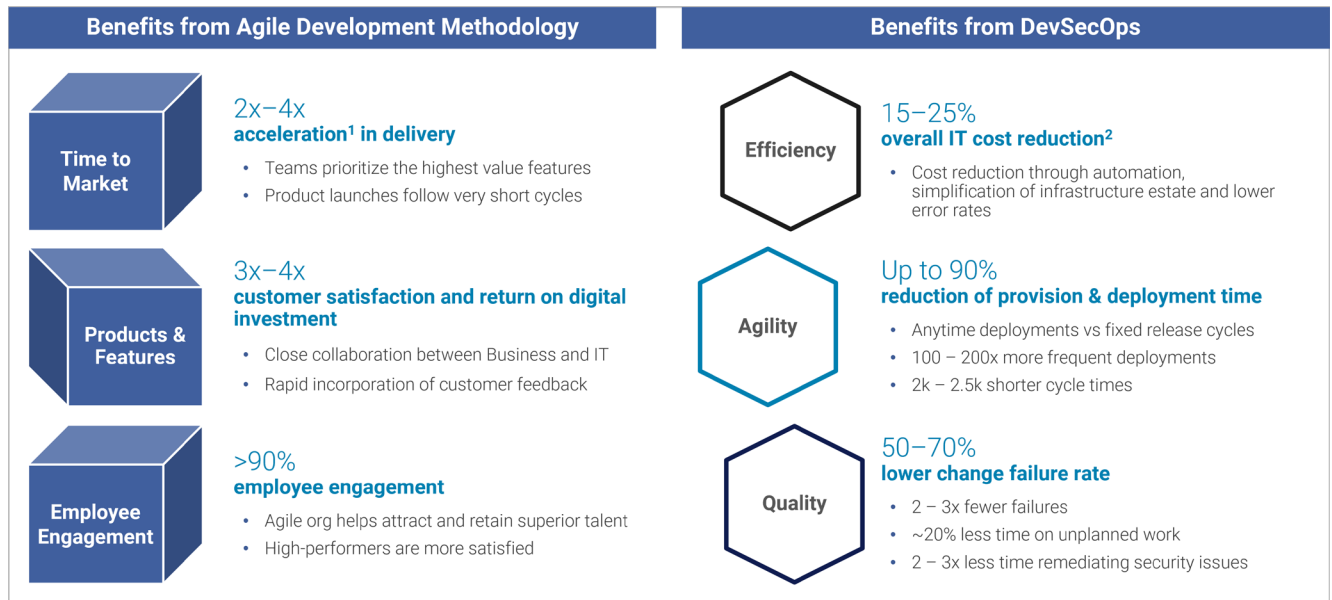 Benefits from Agile Development Methodology
Time to
Market
2x–4x
acceleration¹ in delivery
• Teams prioritize the highest value features
• Product launches follow very short cycles
Products &
Features
3x–4x
customer satisfaction and return on digital
investment
• Close collaboration between Business and IT
• Rapid incorporation of customer feedback
Employee
Engagement
>90%
employee engagement
• Agile org helps attract and retain superior talent
• High-performers are more satisfied
Benefits from DevSecOps
Efficiency
15–25%
overall IT cost reduction²
• Cost reduction through automation,
simplification of infrastructure estate and lower
error rates
Agility
Up to 90%
reduction of provision & deployment time
• Anytime deployments vs fixed release cycles
• 100 – 200x more frequent deployments
• 2k – 2.5k shorter cycle times
Quality
50–70%
lower change failure rate
• 2 – 3x fewer failures
• ~20% less time on unplanned work
• 2 – 3x less time remediating security issues